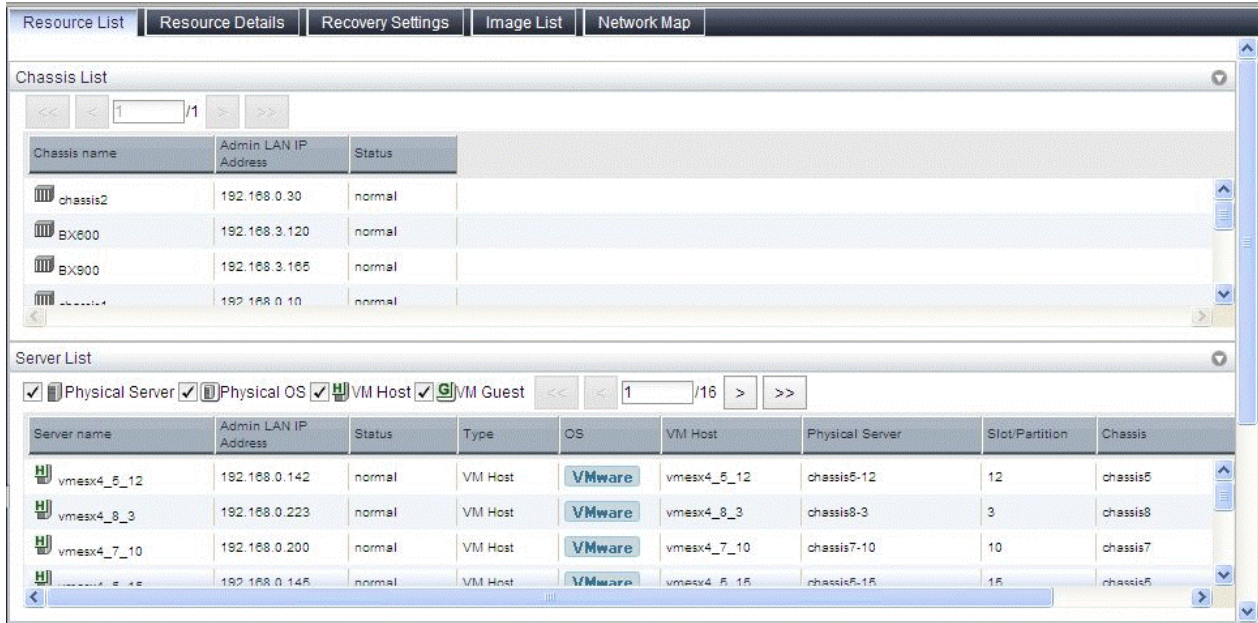 Resource List Resource Details Recovery Settings Image List Network Map
Chassis List
<< < 1 /1 > >>
Chassis name Admin LAN IP Address Status
chassis2 192.168.0.30 normal
BX600 192.168.3.120 normal
BX900 192.168.3.165 normal
chassis1 192.168.0.10 normal
Server List
Physical Server Physical OS VM Host VM Guest << < 1 /16 > >>
Server name Admin LAN IP Address Status Type OS VM Host Physical Server Slot/Partition Chassis
vmesx4_5_12 192.168.0.142 normal VM Host VMware vmesx4_5_12 chassis5-12 12 chassis5
vmesx4_8_3 192.168.0.223 normal VM Host VMware vmesx4_8_3 chassis8-3 3 chassis8
vmesx4_7_10 192.168.0.200 normal VM Host VMware vmesx4_7_10 chassis7-10 10 chassis7
192.168.0.145 normal VM Host VMware vmesx4_5_15 chassis5-15 15 chassis5